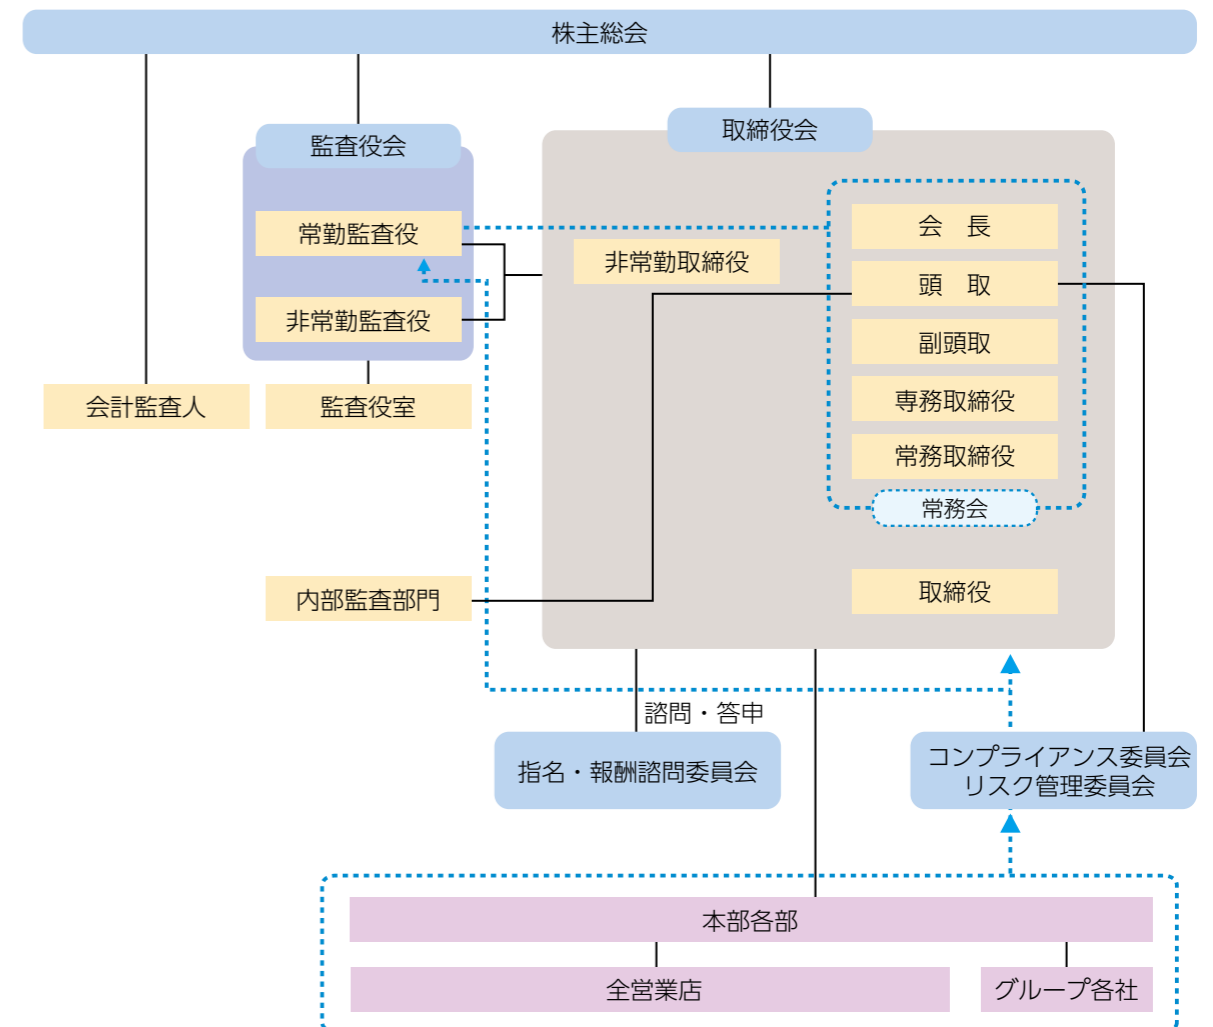 株主総会
監査役会
取締役会
常勤監査役
非常勤監査役
非常勤取締役
会　長
頭　取
副頭取
専務取締役
常務取締役
常務会
取締役
会計監査人
監査役室
内部監査部門
諮問・答申
指名・報酬諮問委員会
コンプライアンス委員会
リスク管理委員会
本部各部
全営業店
グループ各社